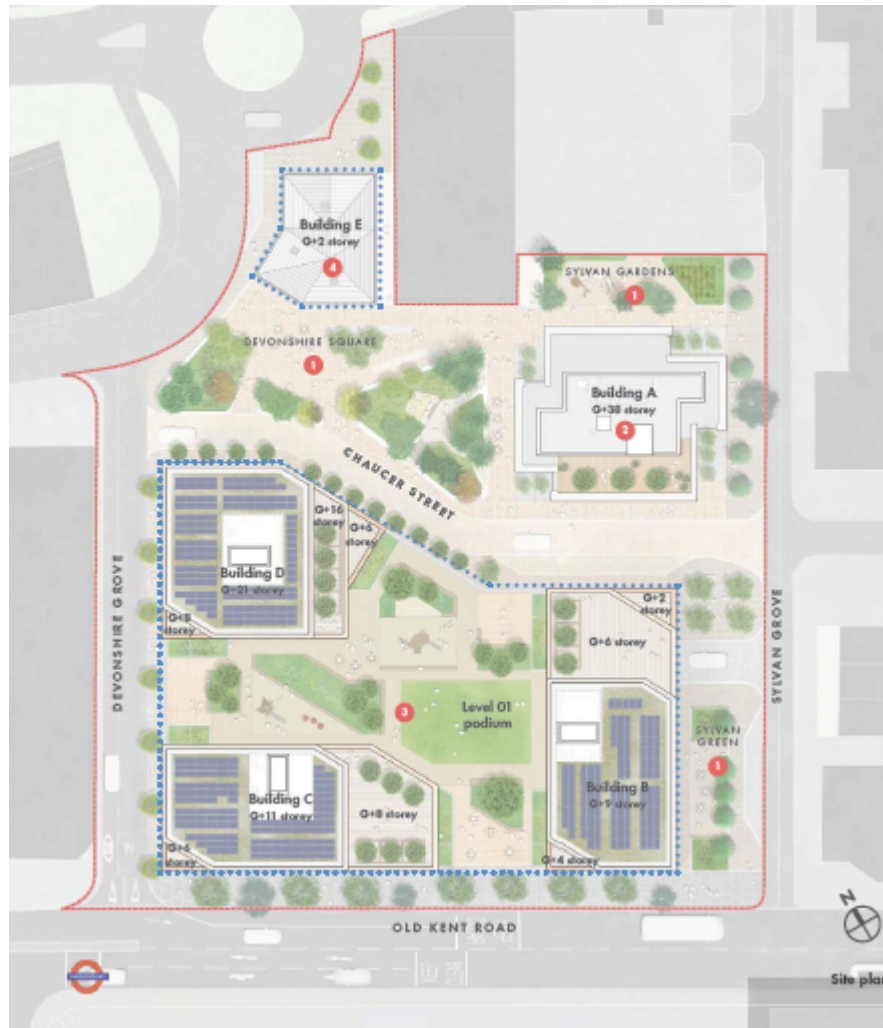 Building E
G+2 storey
4
SYLVAN GARDENS
1
DEVONSHIRE SQUARE
1
Building A
G+38 storey
2
CHAUCER STREET
G+16
storey
G+6
storey
Building D
G+21 storey
G+8
storey
G+2
storey
G+6 storey
DEVONSHIRE GROVE
SYLVAN GROVE
Level 01
podium
3
SYLVAN
GREEN
1
Building B
G+9 storey
Building C
G+11 storey
G+8 storey
G+6
storey
G+4 storey
OLD KENT ROAD
N
Site plan